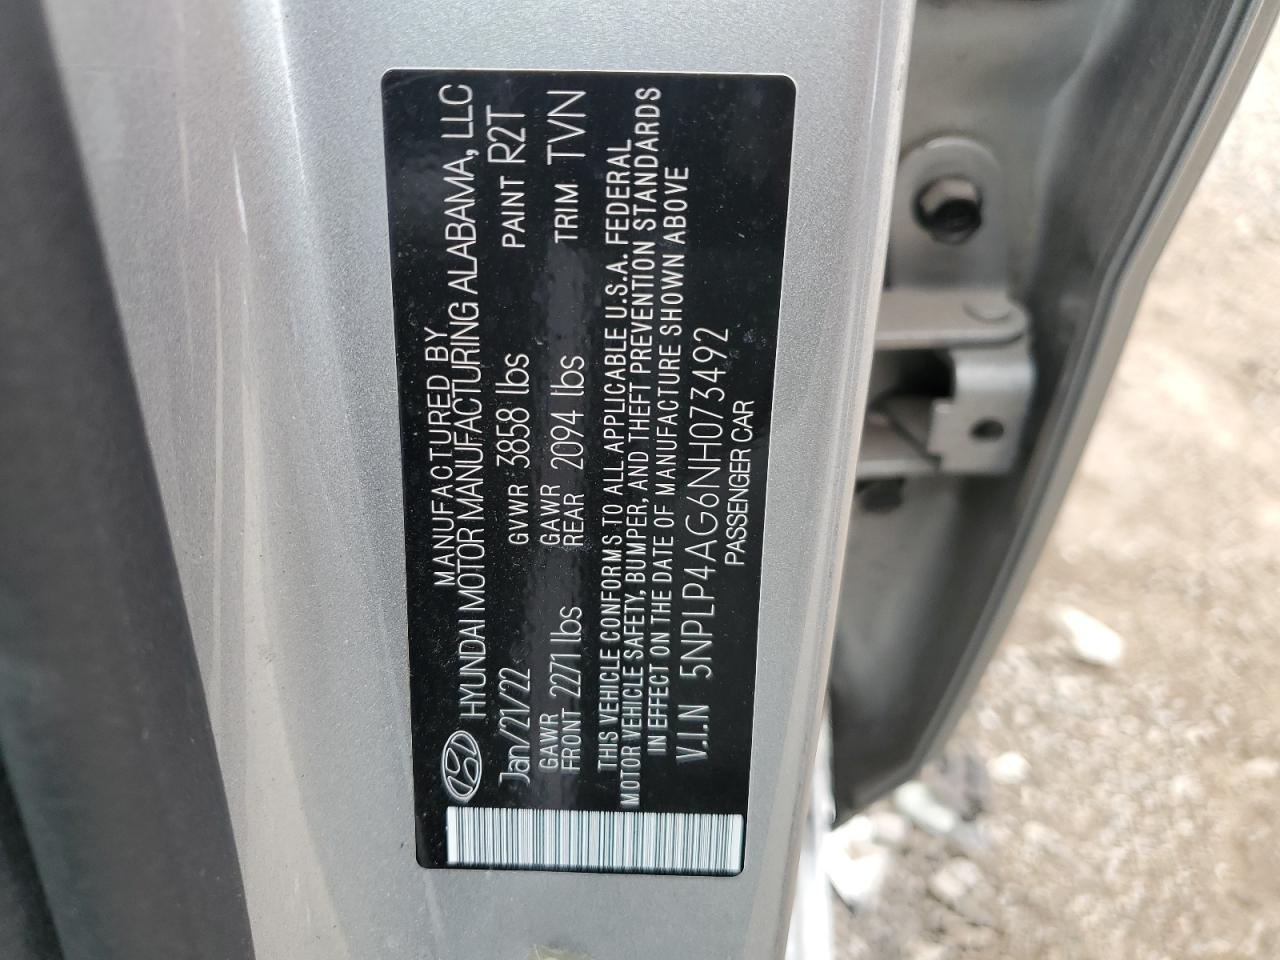 MANUFACTURED BY
HYUNDAI MOTOR MANUFACTURING ALABAMA, LLC
Jan/21/22 GVWR 3858 lbs PAINT R2T
GAWR FRONT 2271 lbs GAWR REAR 2094 lbs TRIM TVN
THIS VEHICLE CONFORMS TO ALL APPLICABLE U.S.A. FEDERAL
MOTOR VEHICLE SAFETY, BUMPER, AND THEFT PREVENTION STANDARDS
IN EFFECT ON THE DATE OF MANUFACTURE SHOWN ABOVE
V.I.N 5NPLP4AG6NH073492
PASSENGER CAR